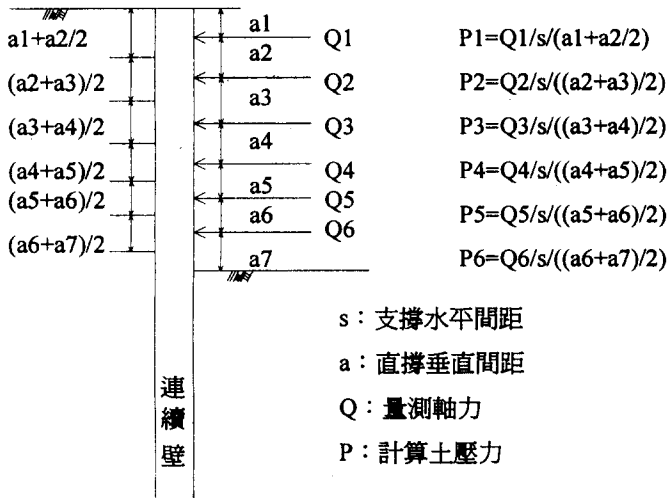 a1+a2/2
(a2+a3)/2
(a3+a4)/2
(a4+a5)/2
(a5+a6)/2
(a6+a7)/2
a1
a2
a3
a4
a5
a6
a7
Q1
Q2
Q3
Q4
Q5
Q6
P1=Q1/s/(a1+a2/2)
P2=Q2/s/((a2+a3)/2)
P3=Q3/s/((a3+a4)/2)
P4=Q4/s/((a4+a5)/2)
P5=Q5/s/((a5+a6)/2)
P6=Q6/s/((a6+a7)/2)
s：支撐水平間距
a：直撐垂直間距
Q：量測軸力
P：計算土壓力
連續壁